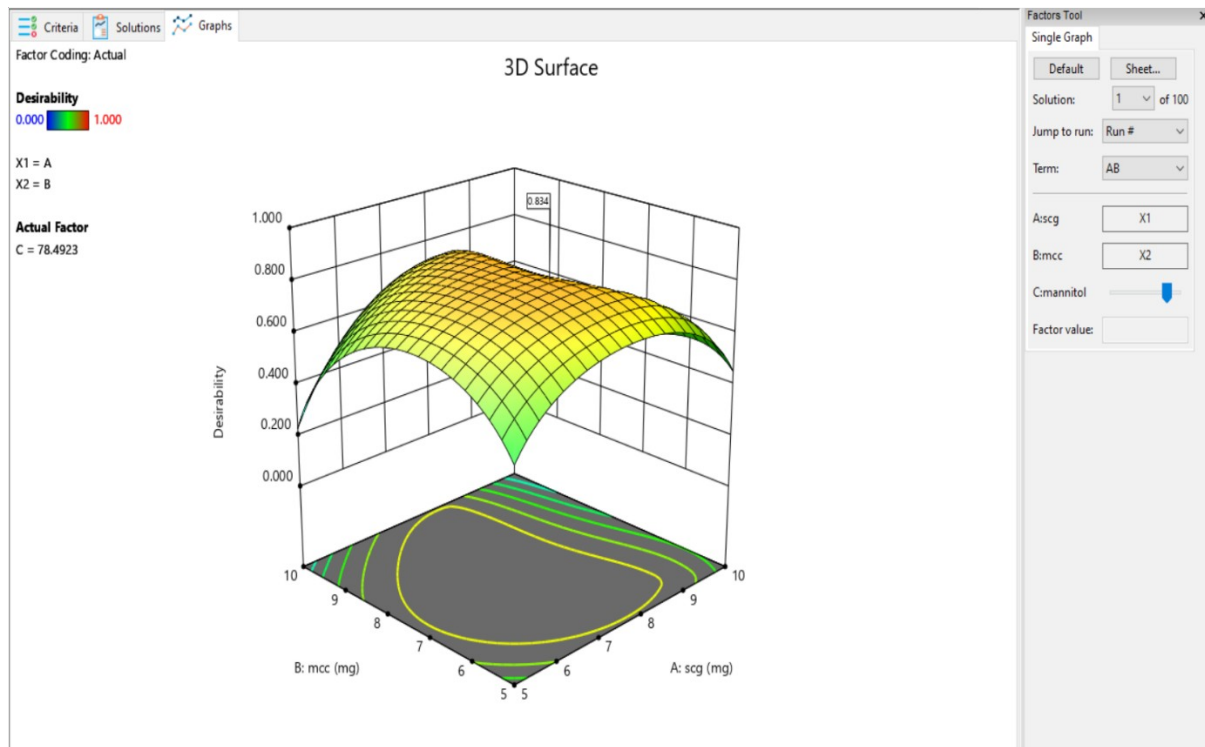 Criteria Solutions Graphs
Factor Coding: Actual
3D Surface
Desirability
0.000 1.000
X1 = A
X2 = B
Actual Factor
C = 78.4923
0.834
1.000
0.800
0.600
0.400
0.200
0.000
Desirability
10
9
8
7
6
5
B: mcc (mg)
5
6
7
8
9
10
A: scg (mg)
Factors Tool
Single Graph
Default Sheet...
Solution: 1 of 100
Jump to run: Run #
Term: AB
A:scg X1
B:mcc X2
C:mannitol
Factor value: